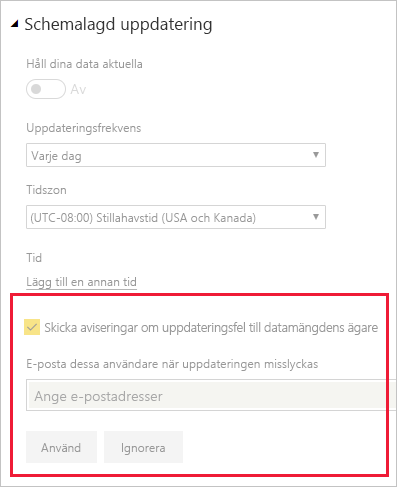 Schemalagd uppdatering
Håll dina data aktuella
Av
Uppdateringsfrekvens
Varje dag
Tidszon
(UTC-08:00) Stillahavstid (USA och Kanada)
Tid
Lägg till en annan tid
Skicka aviseringar om uppdateringsfel till datamängdens ägare
E-posta dessa användare när uppdateringen misslyckas
Ange e-postadresser
Använd Ignorera